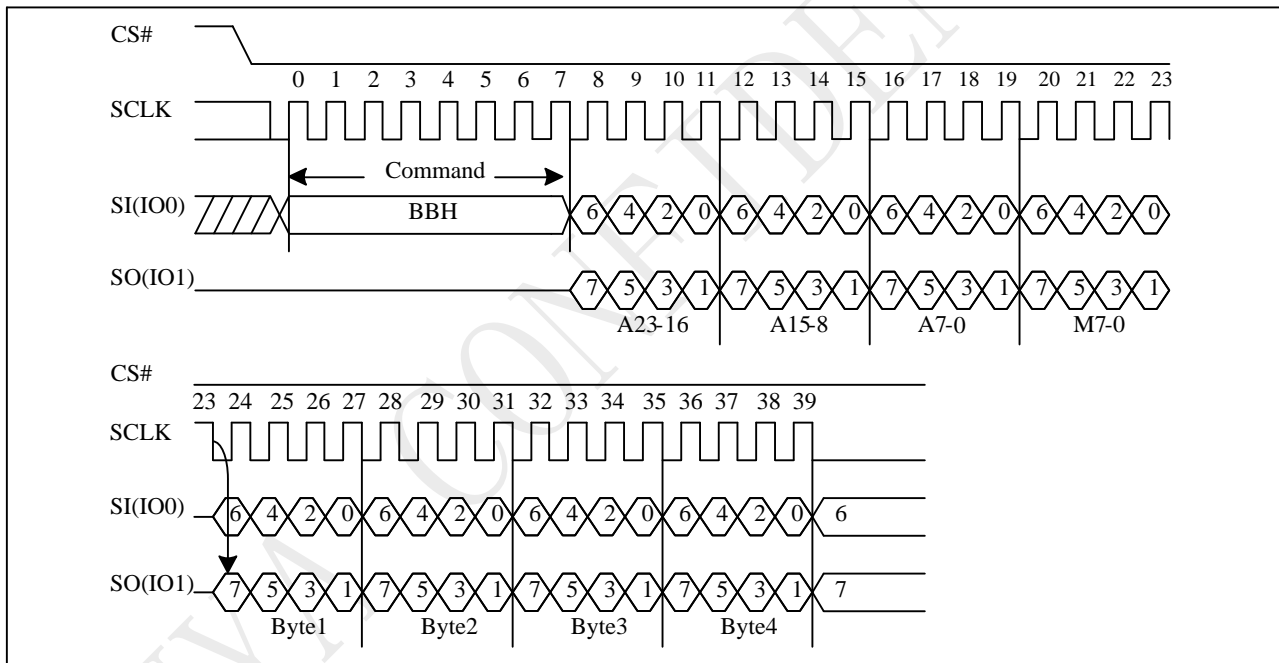 CS#
0 1 2 3 4 5 6 7 8 9 10 11 12 13 14 15 16 17 18 19 20 21 22 23
SCLK
Command
SI(IO0) BBH 6 4 2 0 6 4 2 0 6 4 2 0 6 4 2 0
SO(IO1) 7 5 3 1 7 5 3 1 7 5 3 1 7 5 3 1
A23-16 A15-8 A7-0 M7-0
CS#
23 24 25 26 27 28 29 30 31 32 33 34 35 36 37 38 39
SCLK
SI(IO0) 6 4 2 0 6 4 2 0 6 4 2 0 6 4 2 0 6
SO(IO1) 7 5 3 1 7 5 3 1 7 5 3 1 7 5 3 1 7
Byte1 Byte2 Byte3 Byte4